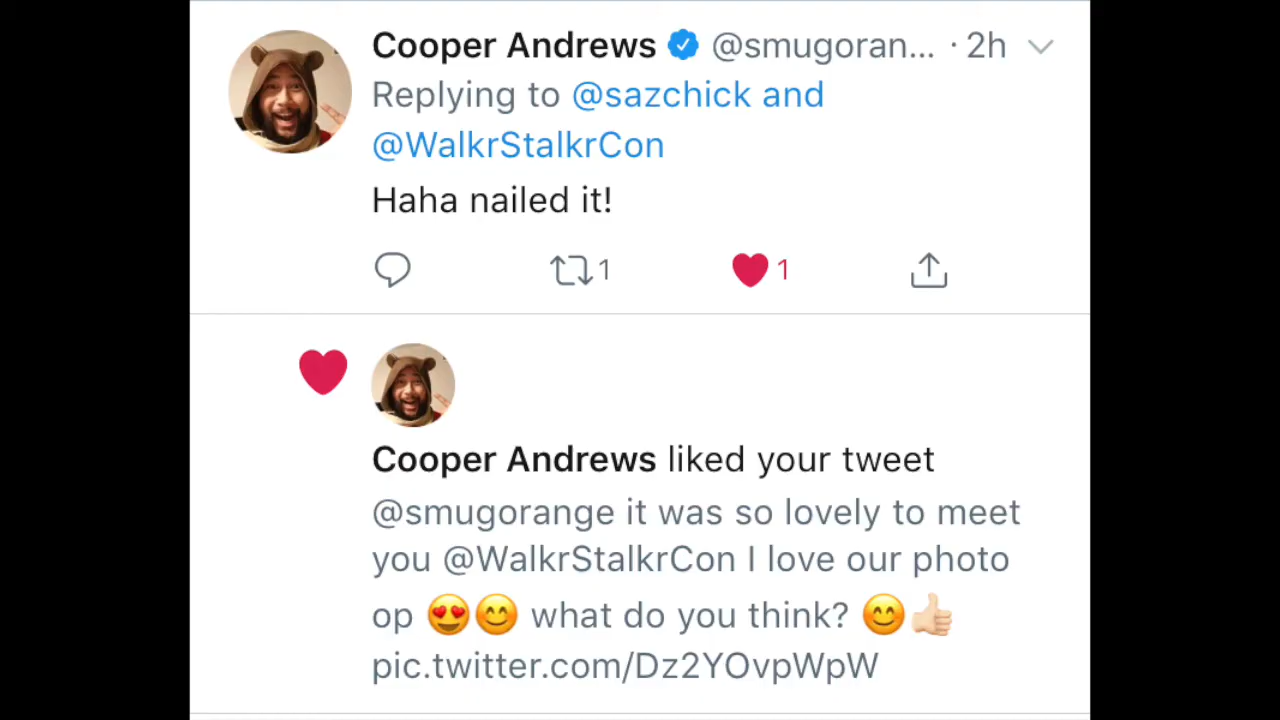 Cooper Andrews @smugoran... · 2h
Replying to @sazchick and
@WalkrStalkrCon
Haha nailed it!
1 1
Cooper Andrews liked your tweet
@smugorange it was so lovely to meet
you @WalkrStalkrCon I love our photo
op 😍😊 what do you think? 😊👍🏻
pic.twitter.com/Dz2YOvpWpW